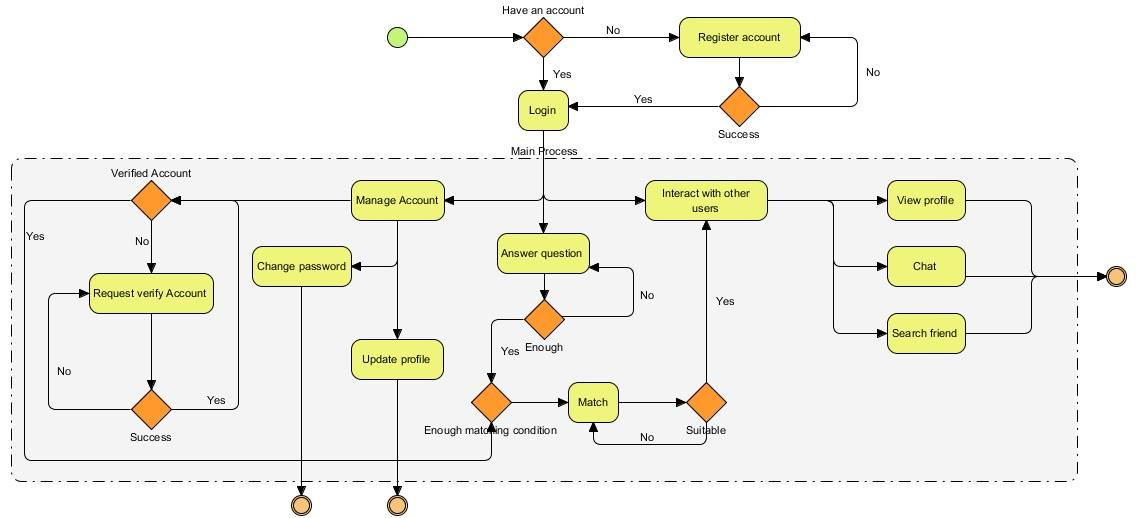 Have an account
No
Register account
Yes
No
Login
Yes
Success
Main Process
Verified Account
Manage Account
Interact with other
users
View profile
Yes
No
Change password
Answer question
Chat
Request verify Account
No
Yes
Search friend
Yes
Enough
Update profile
No
Yes
Match
Success
Enough matching condition
No
Suitable